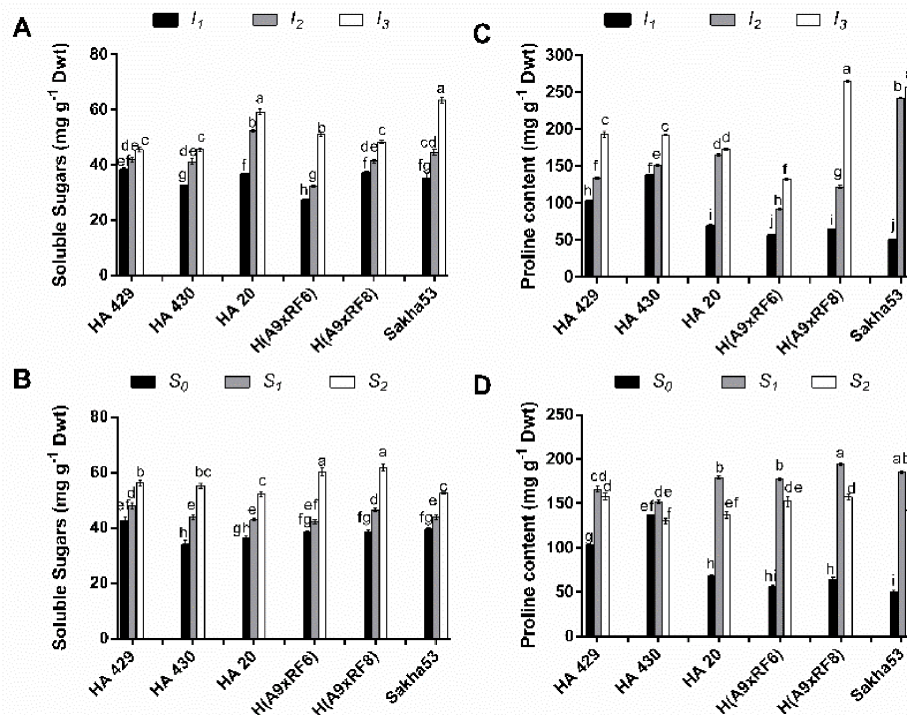 A
I1 I2 I3
Soluble Sugars (mg g-1 Dwt)
80
60
40
20
0
ef de c
g de c
f b a
h g b
f de c
fg cd a
HA 429
HA 430
HA 20
H(A9xRF6)
H(A9xRF8)
Sakha53
C
I1 I2 I3
Proline content (mg g-1 Dwt)
300
250
200
150
100
50
0
h f c
f e c
i d d
j h f
i g a
j b
HA 429
HA 430
HA 20
H(A9xRF6)
H(A9xRF8)
Sakha53
B
S0 S1 S2
Soluble Sugars (mg g-1 Dwt)
80
60
40
20
0
ef d b
h e bc
gh e c
fg ef a
fg d a
fg e c
HA 429
HA 430
HA 20
H(A9xRF6)
H(A9xRF8)
Sakha53
D
S0 S1 S2
Proline content (mg g-1 Dwt)
250
200
150
100
50
0
g cd d
ef de f
h b ef
hi b de
h a d
i ab
HA 429
HA 430
HA 20
H(A9xRF6)
H(A9xRF8)
Sakha53